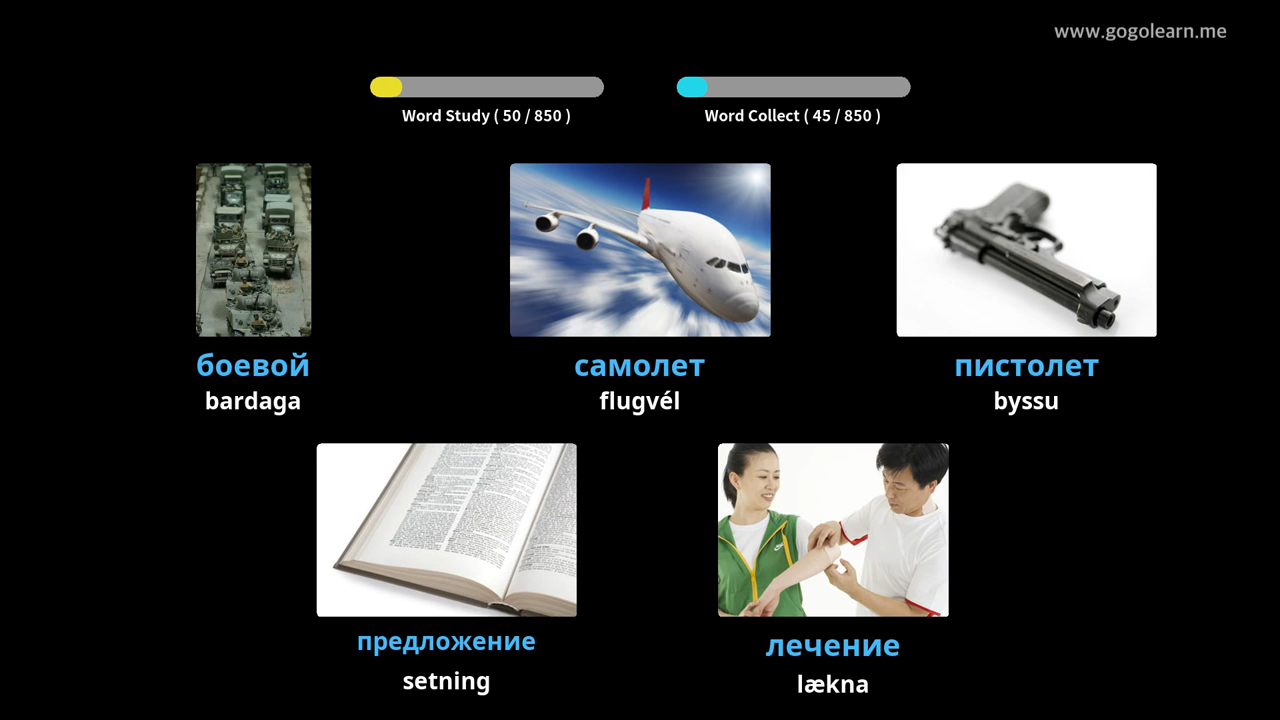 www.gogolearn.me
Word Study ( 50 / 850 )
Word Collect ( 45 / 850 )
боевой
самолет
пистолет
bardaga
flugvél
byssu
предложение
лечение
setning
lækna